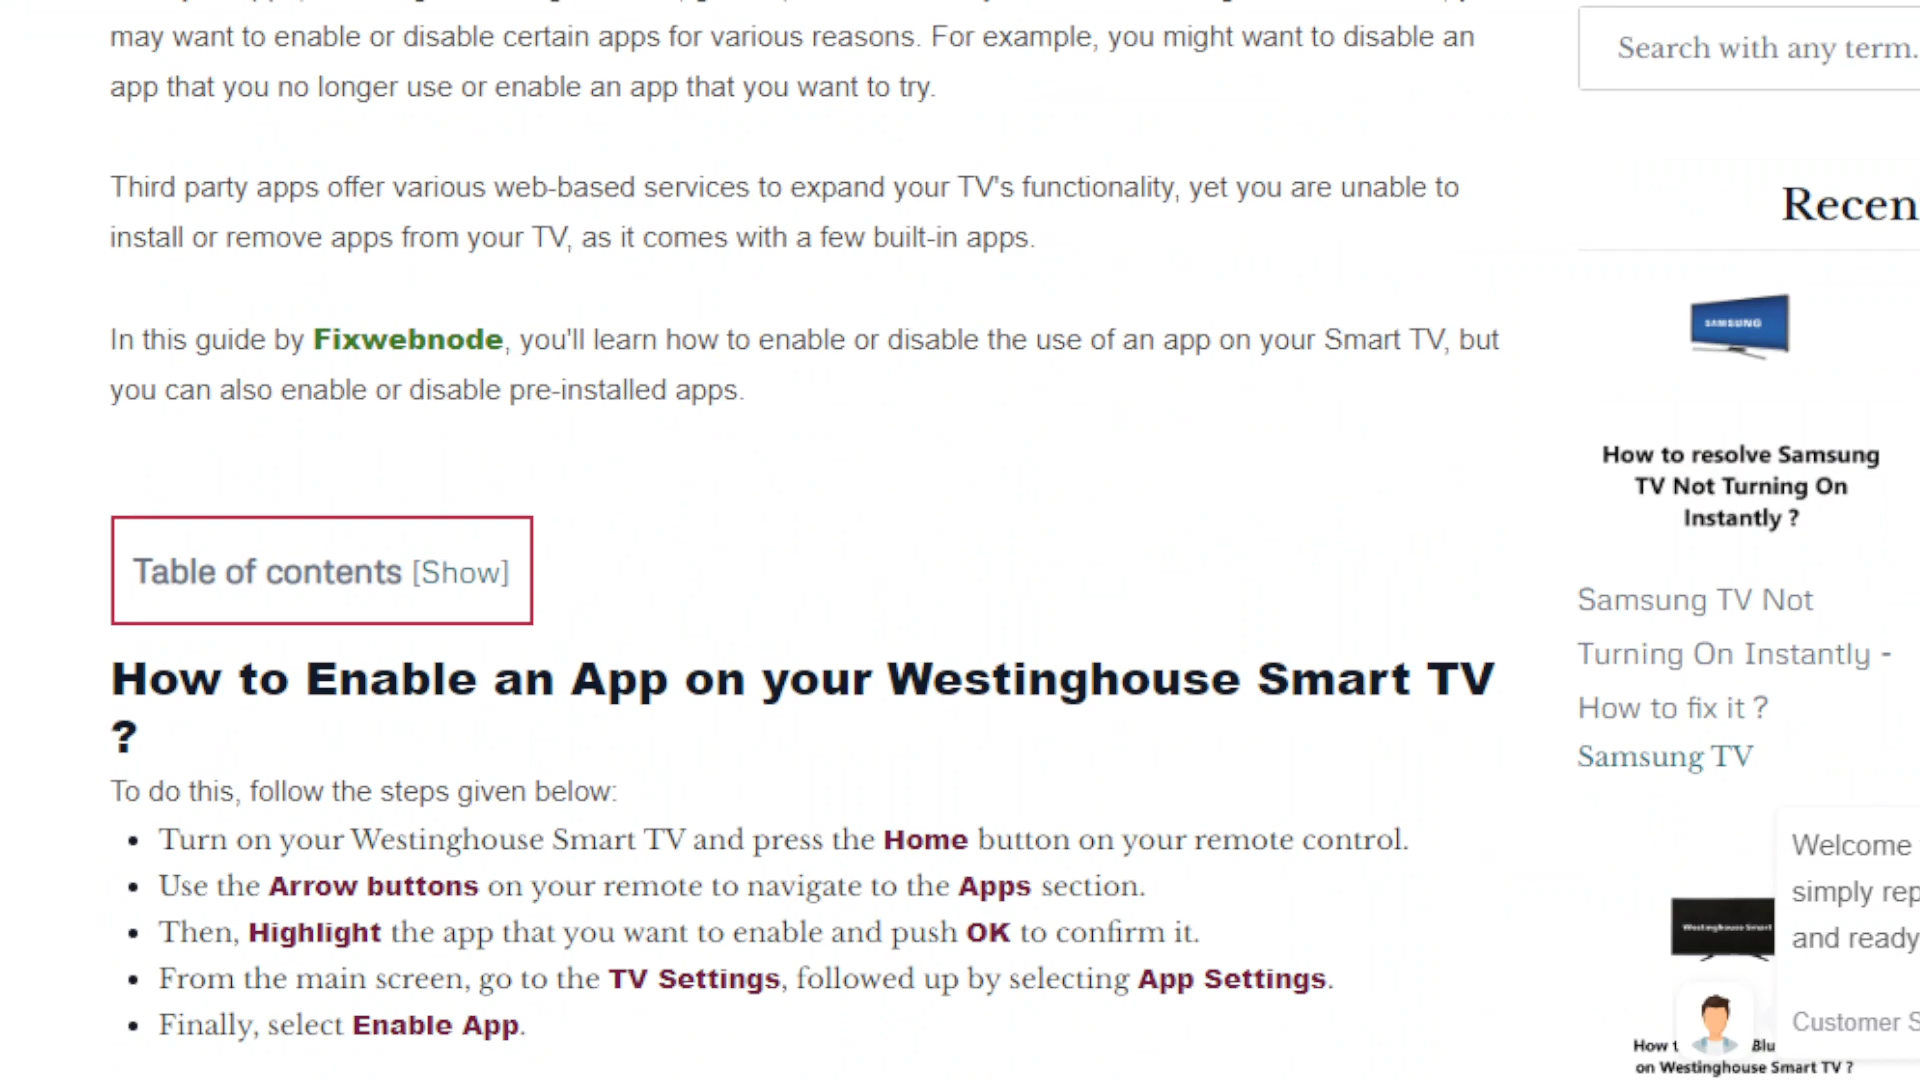 may want to enable or disable certain apps for various reasons. For example, you might want to disable an
app that you no longer use or enable an app that you want to try.
Third party apps offer various web-based services to expand your TV's functionality, yet you are unable to
install or remove apps from your TV, as it comes with a few built-in apps.
In this guide by Fixwebnode, you'll learn how to enable or disable the use of an app on your Smart TV, but
you can also enable or disable pre-installed apps.
Table of contents [Show]
How to Enable an App on your Westinghouse Smart TV
?
To do this, follow the steps given below:
• Turn on your Westinghouse Smart TV and press the Home button on your remote control.
• Use the Arrow buttons on your remote to navigate to the Apps section.
• Then, Highlight the app that you want to enable and push OK to confirm it.
• From the main screen, go to the TV Settings, followed up by selecting App Settings.
• Finally, select Enable App.
Search with any term.
Recen
SAMSUNG
How to resolve Samsung
TV Not Turning On
Instantly ?
Samsung TV Not
Turning On Instantly -
How to fix it ?
Samsung TV
Westinghouse Smart
How t Blu
on Westinghouse Smart TV ?
Welcome
simply rep
and ready
Customer S